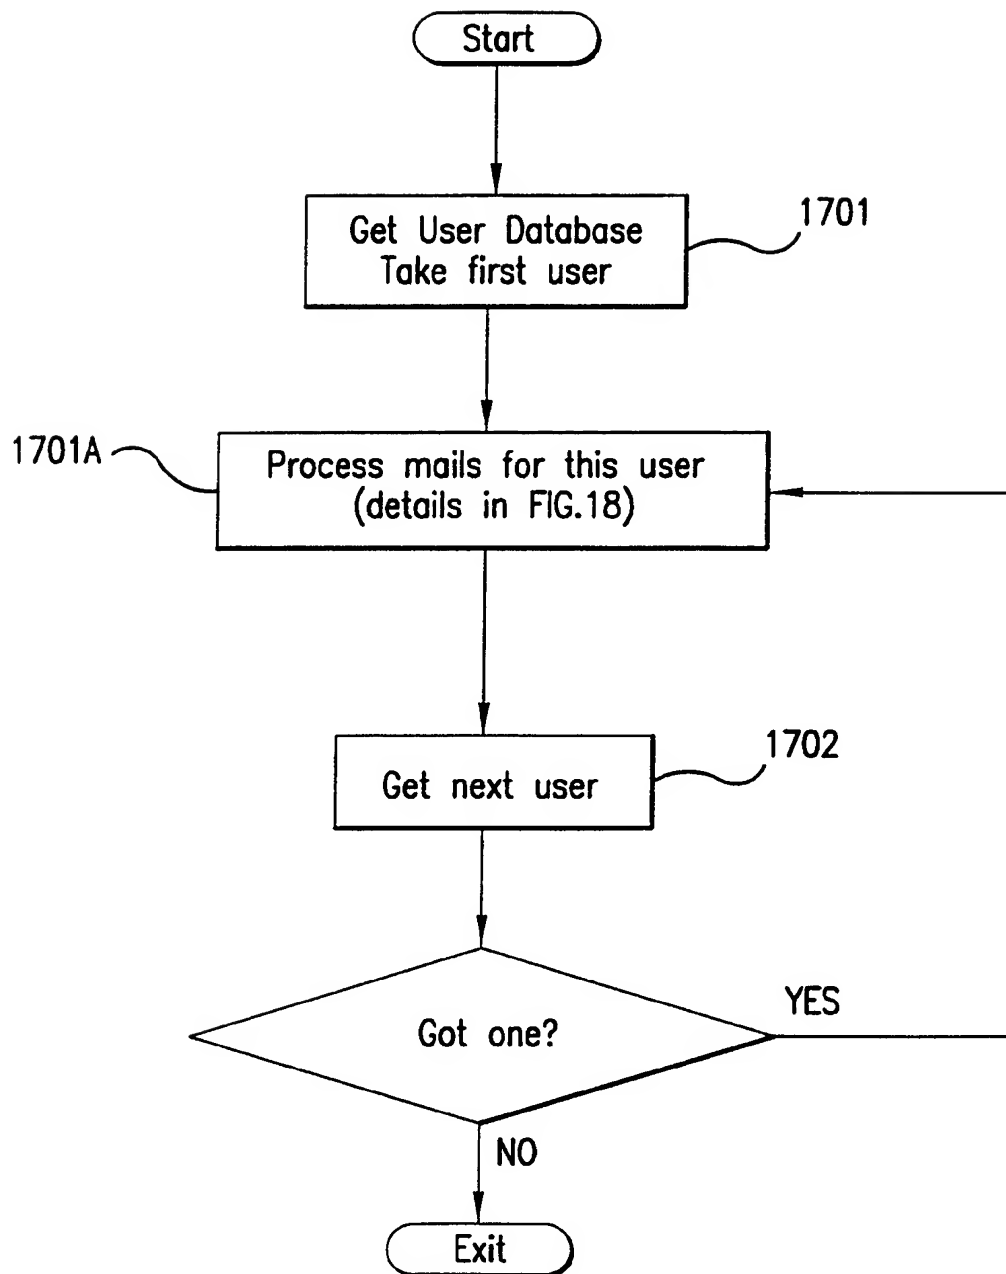 Start
Get User Database
Take first user
1701
1701A
Process mails for this user
(details in FIG.18)
1702
Get next user
Got one?
YES
NO
Exit